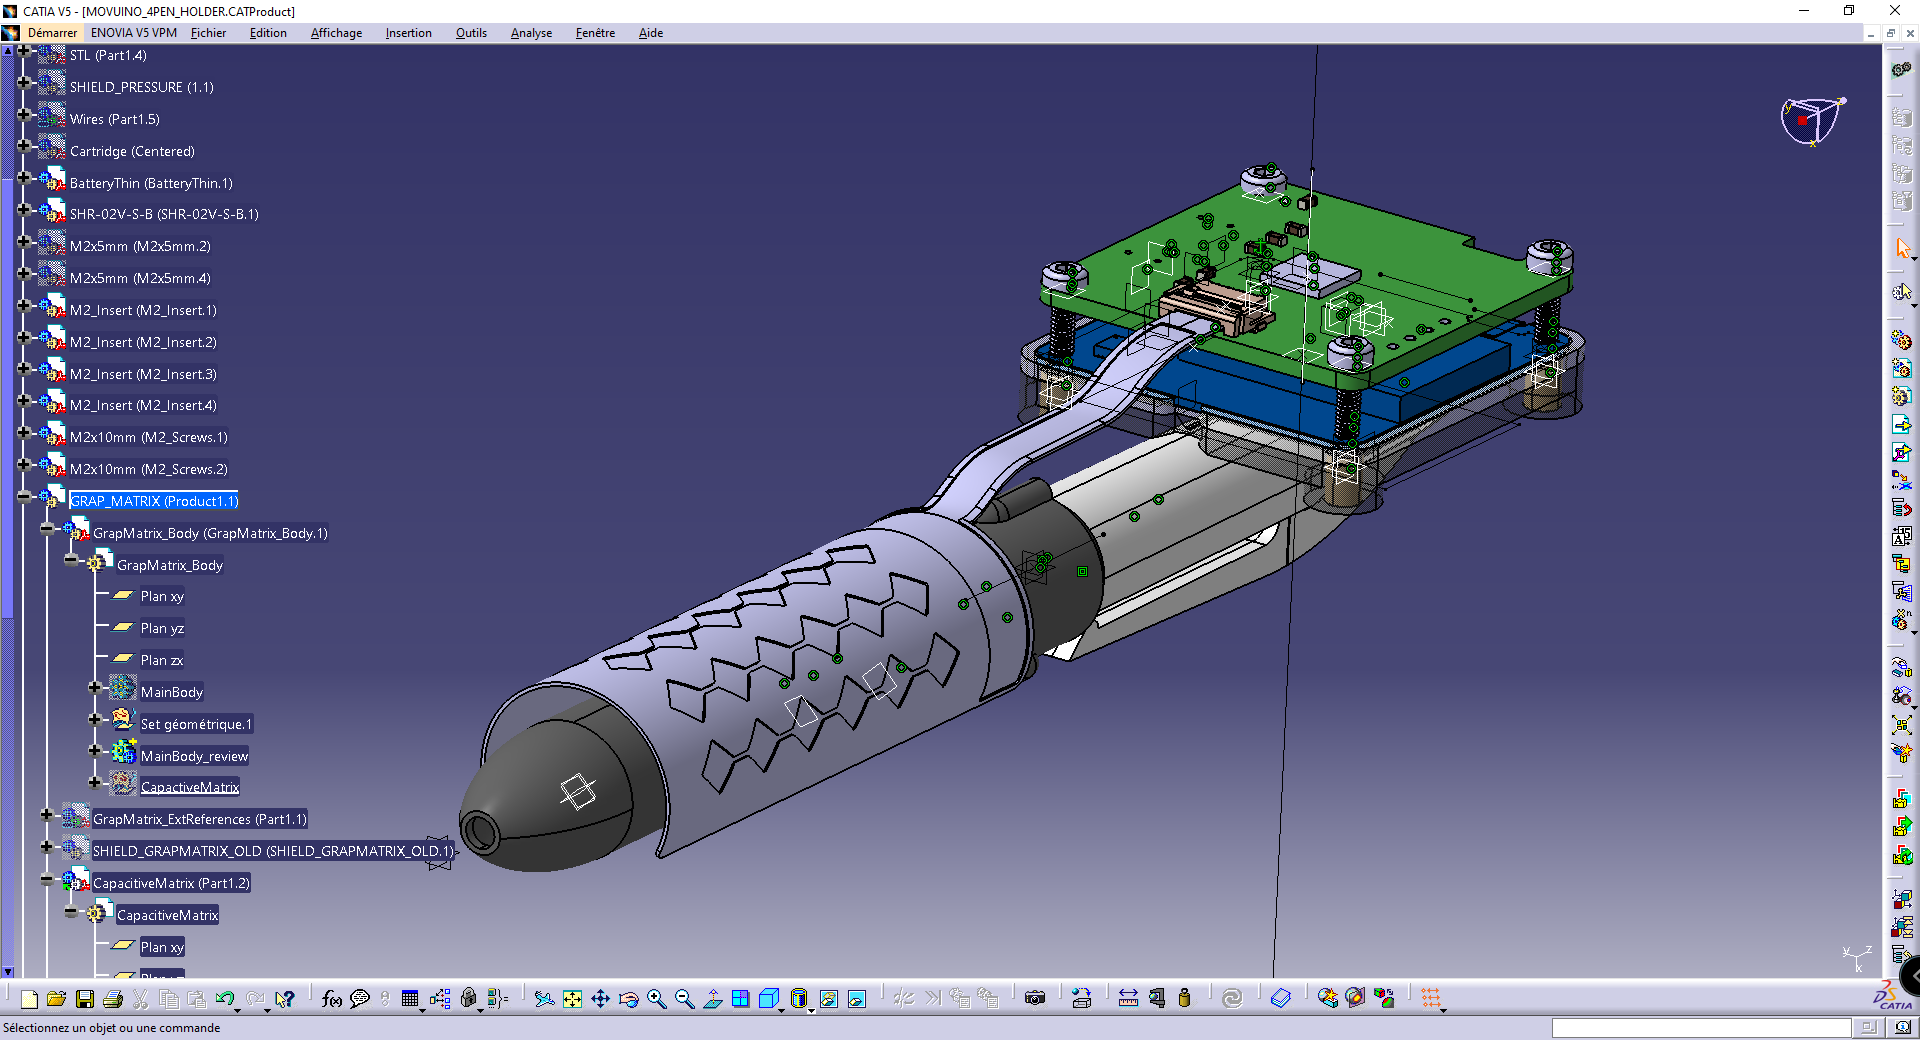 CATIA V5 - [MOVUINO_4PEN_HOLDER.CATProduct]
Démarrer ENOVIA V5 VPM Fichier Edition Affichage Insertion Outils Analyse Fenêtre Aide
STL (Part1.4)
SHIELD_PRESSURE (1.1)
Wires (Part1.5)
Cartridge (Centered)
BatteryThin (BatteryThin.1)
SHR-02V-S-B (SHR-02V-S-B.1)
M2x5mm (M2x5mm.2)
M2x5mm (M2x5mm.4)
M2_Insert (M2_Insert.1)
M2_Insert (M2_Insert.2)
M2_Insert (M2_Insert.3)
M2_Insert (M2_Insert.4)
M2x10mm (M2_Screws.1)
M2x10mm (M2_Screws.2)
GRAP_MATRIX (Product1.1)
GrapMatrix_Body (GrapMatrix_Body.1)
GrapMatrix_Body
Plan xy
Plan yz
Plan zx
MainBody
Set géométrique.1
MainBody_review
CapactiveMatrix
GrapMatrix_ExtReferences (Part1.1)
SHIELD_GRAPMATRIX_OLD (SHIELD_GRAPMATRIX_OLD.1)
CapacitiveMatrix (Part1.2)
CapacitiveMatrix
Plan xy
y z
x
f(x)
CATIA
Sélectionnez un objet ou une commande